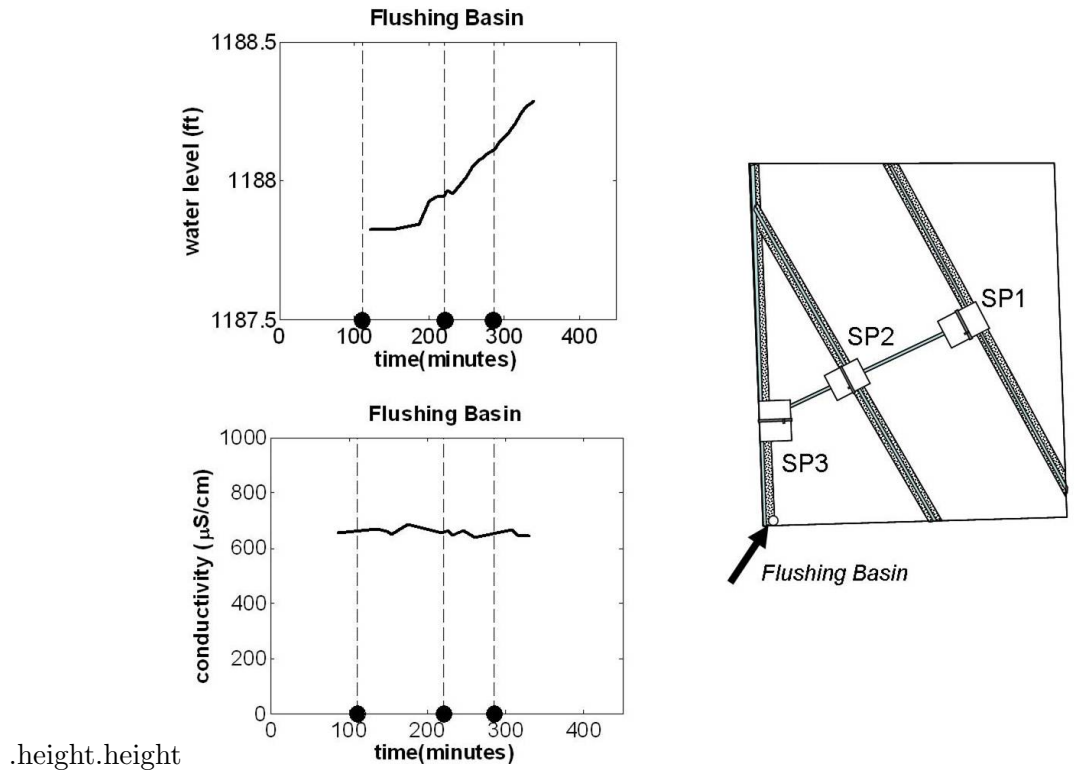 Flushing Basin
1188.5
1188
1187.5
water level (ft)
0 100 200 300 400
time(minutes)
Flushing Basin
1000
800
600
400
200
0
conductivity ( μS/cm)
0 100 200 300 400
time(minutes)
SP1
SP2
SP3
Flushing Basin
.height.height